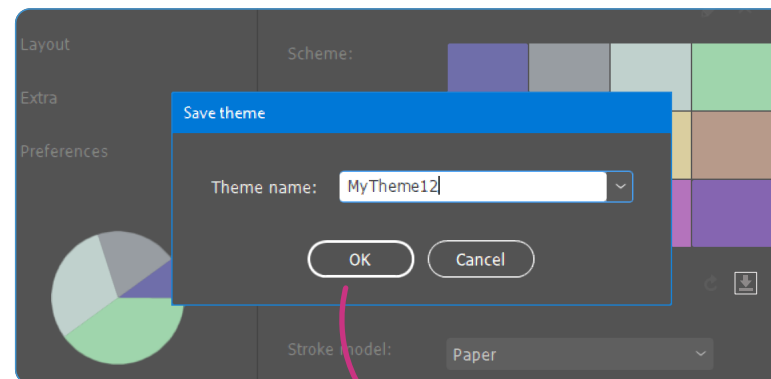 Layout
Scheme:
Extra
Save theme
Preferences
Theme name: MyTheme12
OK Cancel
Stroke model: Paper